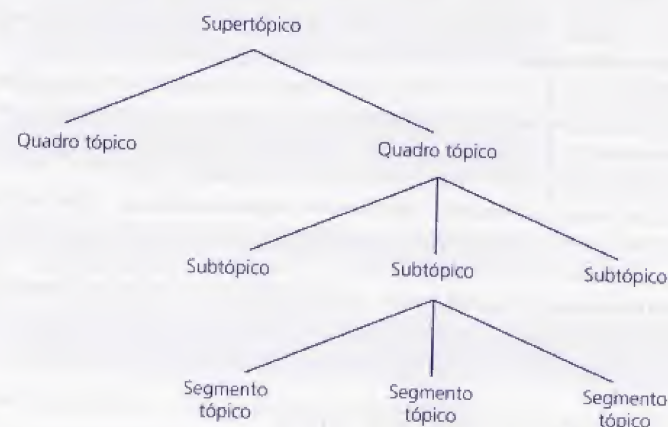 Supertópico
Quadro tópico
Quadro tópico
Subtópico
Subtópico
Subtópico
Segmento
tópico
Segmento
tópico
Segmento
tópico